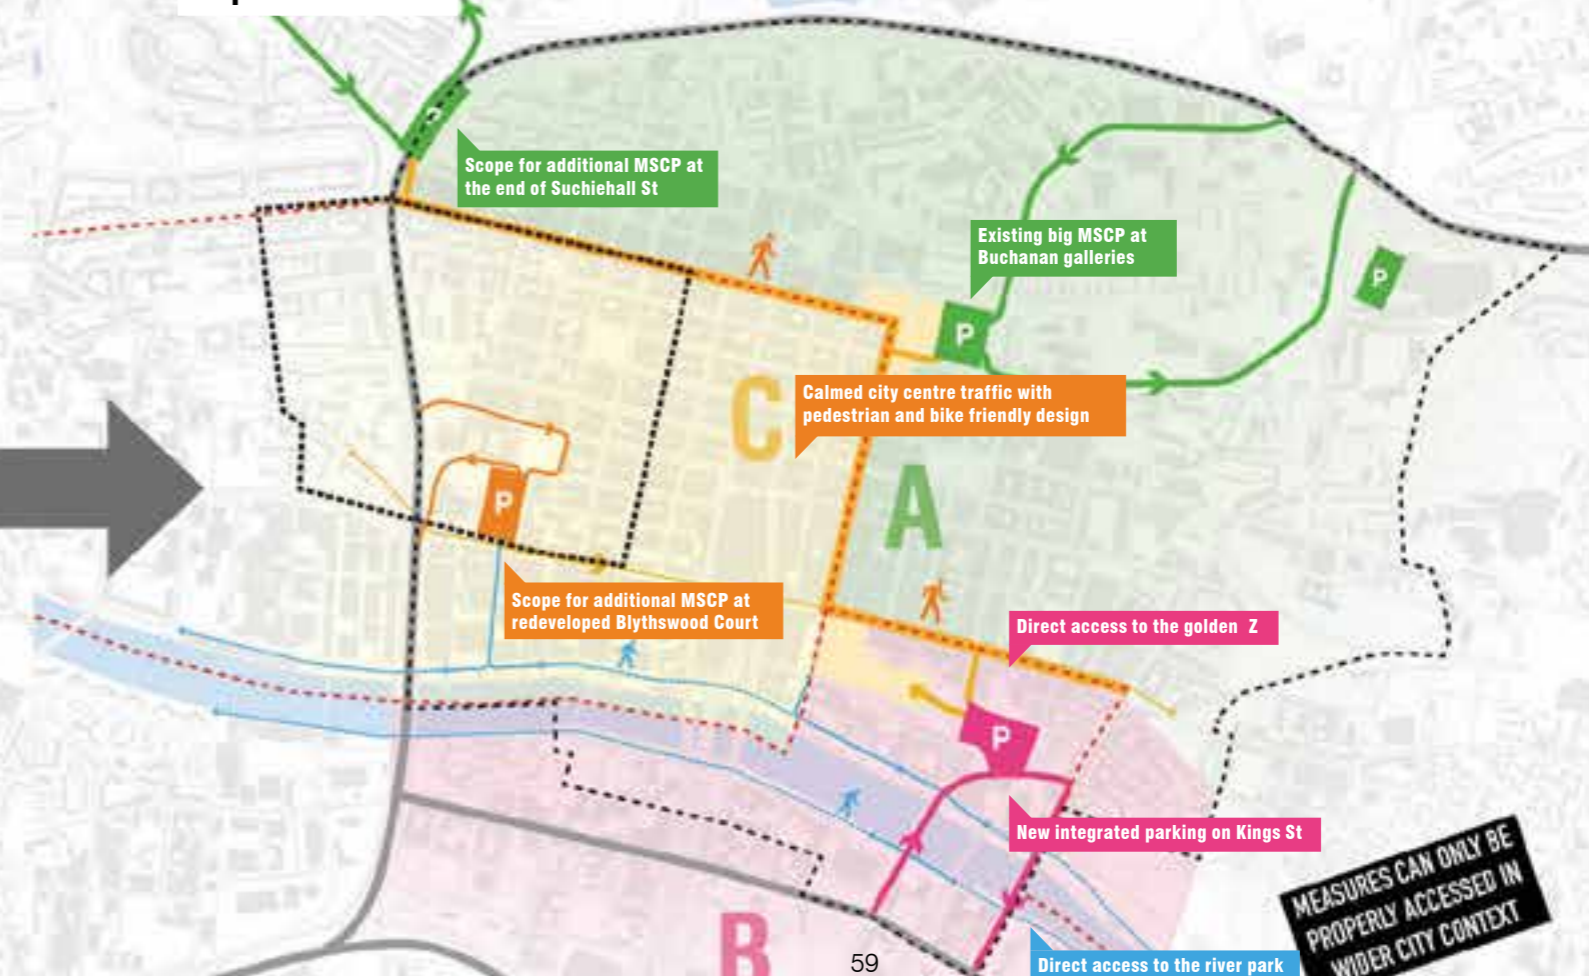 Scope for additional MSCP at
the end of Suchiehall St
Existing big MSCP at
Buchanan galleries
P
P
C
Calmed city centre traffic with
pedestrian and bike friendly design
A
P
Scope for additional MSCP at
redeveloped Blythswood Court
Direct access to the golden Z
P
New integrated parking on Kings St
MEASURES CAN ONLY BE
PROPERLY ACCESSED IN
WIDER CITY CONTEXT
B
59
Direct access to the river park